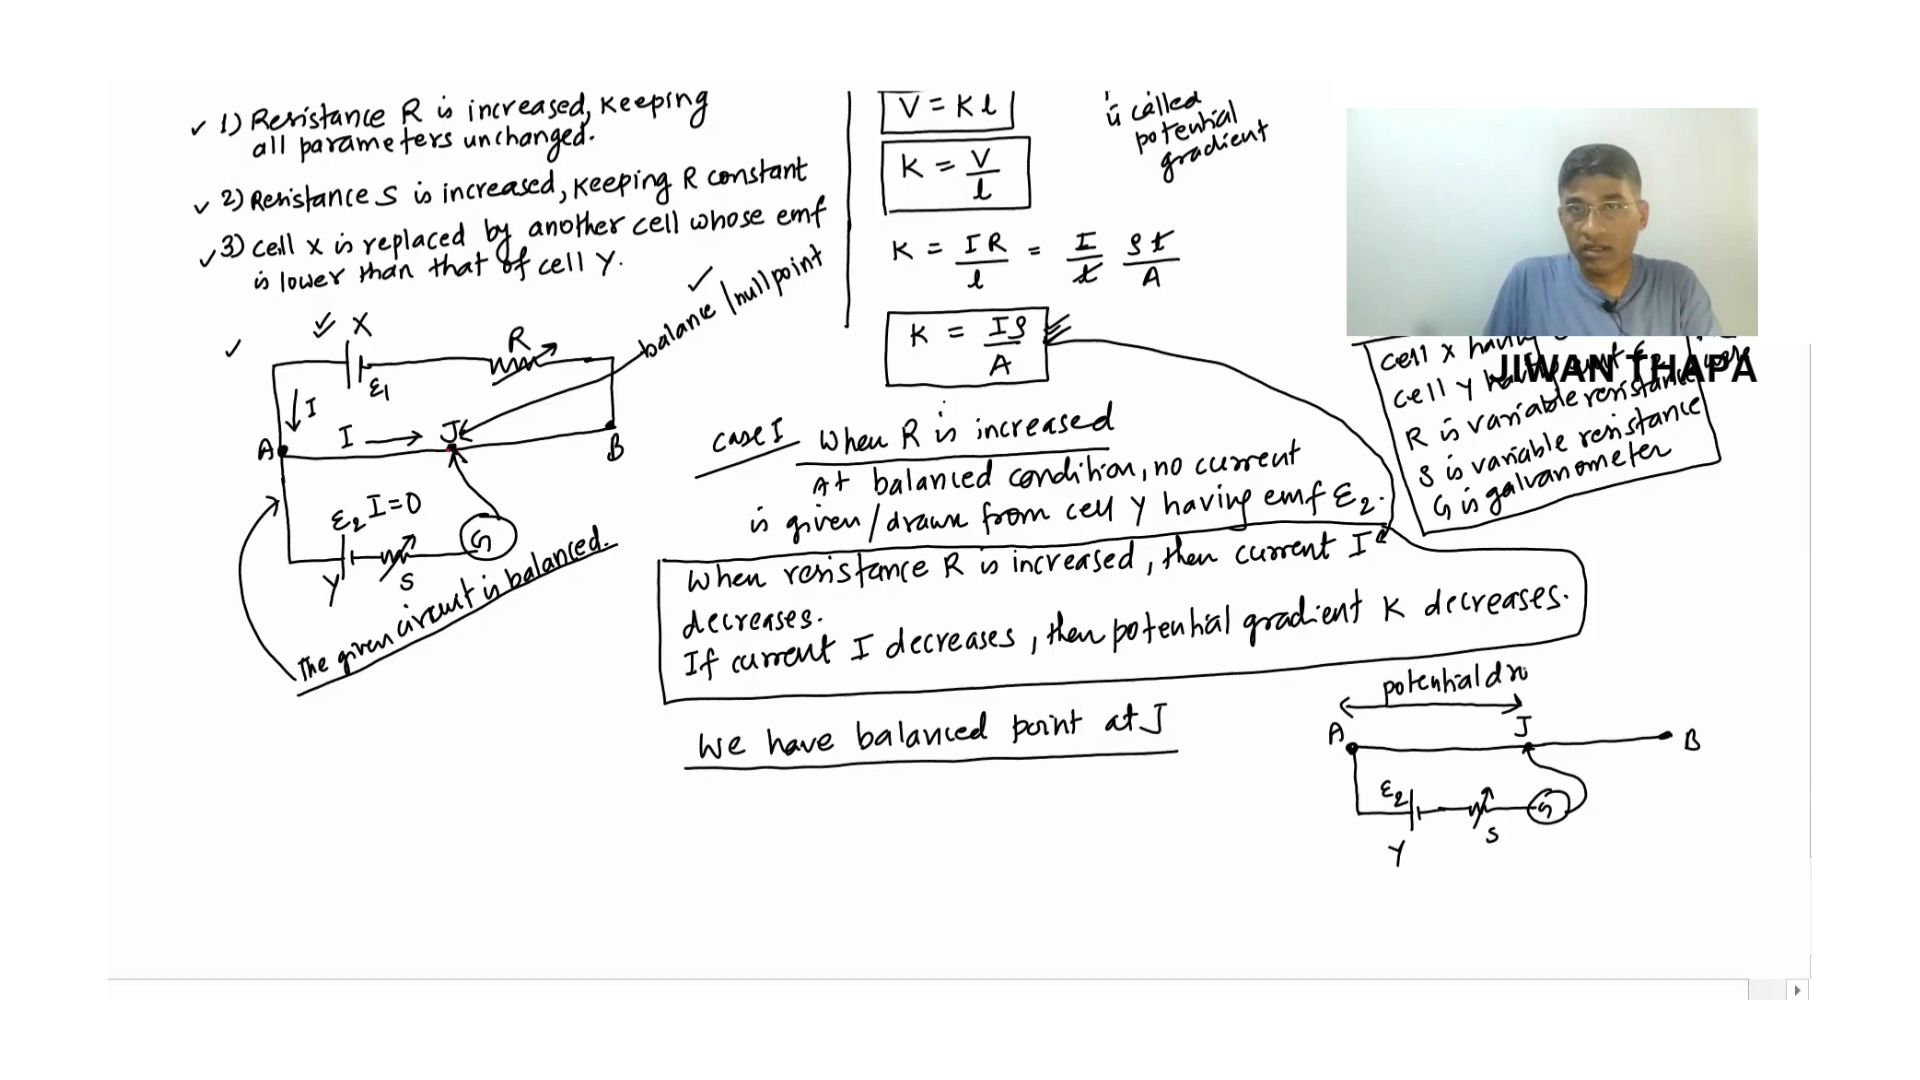 1) Resistance R is increased, keeping
all parameters unchanged.
2) Resistance S is increased, keeping R constant
3) cell X is replaced by another cell whose emf
is lower than that of cell Y.
balance/null point
X
R
ε1
I
I
J
A
B
ε2 I=0
G
Y
S
The given circuit is balanced.
V = Kl
K = V/l
K = IR/l = I/l ρl/A
K = Iρ/A
is called
potential
gradient
JIWAN THAPA
cell X
cell Y
R is variable resistance
S is variable resistance
G is galvanometer
case I when R is increased
At balanced condition, no current
is given/drawn from cell Y having emf ε2.
When resistance R is increased, then current I
decreases.
If current I decreases, then potential gradient K decreases.
We have balanced point at J
potential dro
A
J
B
ε2
G
S
Y